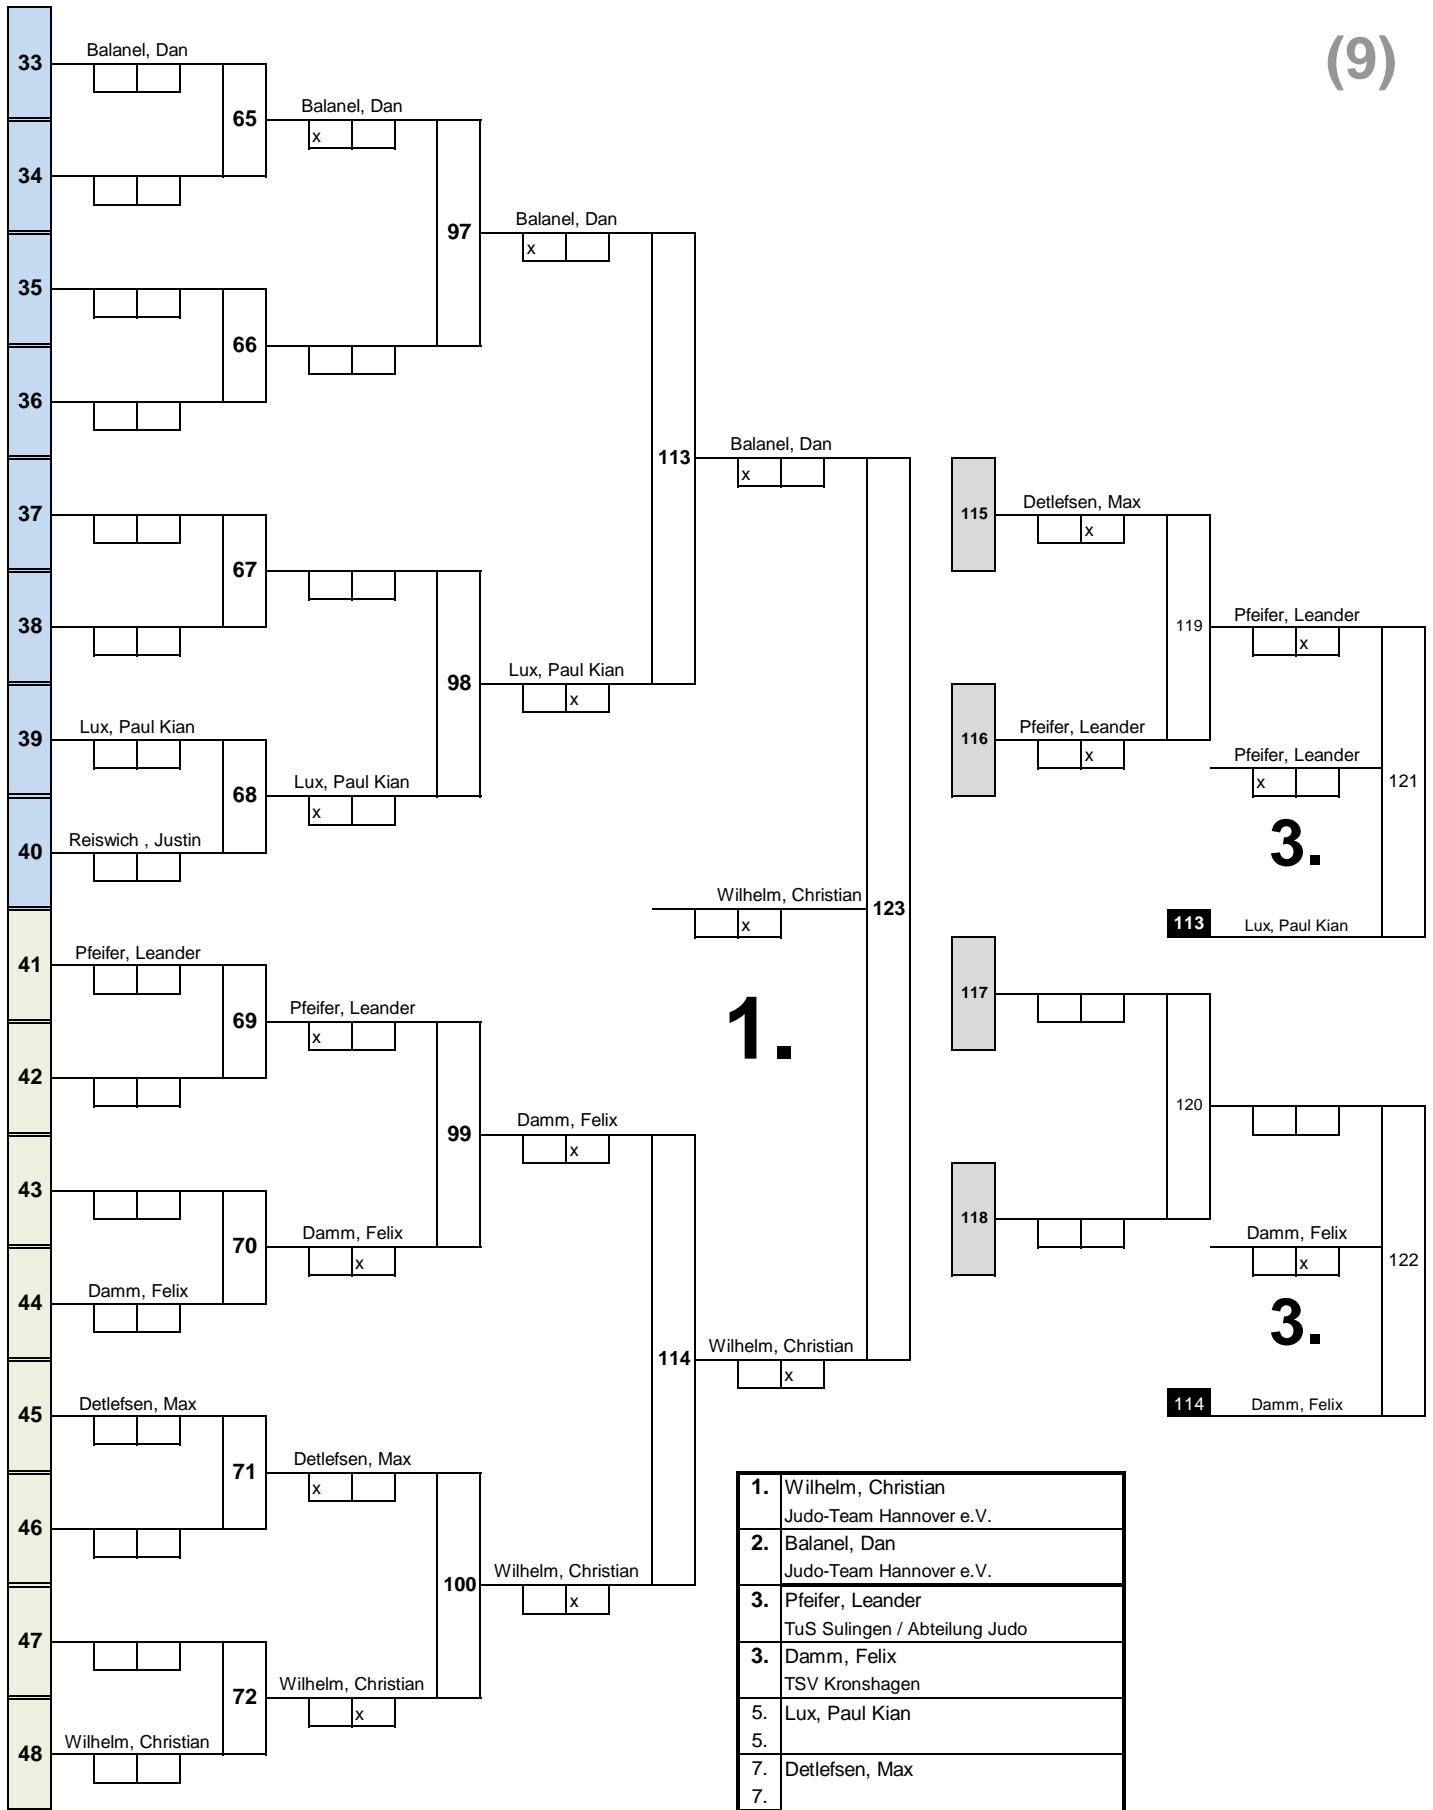 (9)
33
Balanel, Dan
65
Balanel, Dan
x
34
97
Balanel, Dan
x
35
66
36
113
Balanel, Dan
x
37
67
38
98
Lux, Paul Kian
x
39
Lux, Paul Kian
68
Lux, Paul Kian
x
40
Reiswich , Justin
Wilhelm, Christian
x
123
1.
41
Pfeifer, Leander
69
Pfeifer, Leander
x
42
99
Damm, Felix
x
43
70
Damm, Felix
x
44
Damm, Felix
114
Wilhelm, Christian
x
45
Detlefsen, Max
71
Detlefsen, Max
x
46
100
Wilhelm, Christian
x
47
72
Wilhelm, Christian
x
48
Wilhelm, Christian
115
Detlefsen, Max
x
119
Pfeifer, Leander
x
116
Pfeifer, Leander
x
Pfeifer, Leander
x
121
3.
113
Lux, Paul Kian
117
120
118
Damm, Felix
x
122
3.
114
Damm, Felix
1. Wilhelm, Christian
Judo-Team Hannover e.V.
2. Balanel, Dan
Judo-Team Hannover e.V.
3. Pfeifer, Leander
TuS Sulingen / Abteilung Judo
3. Damm, Felix
TSV Kronshagen
5. Lux, Paul Kian
5.
7. Detlefsen, Max
7.